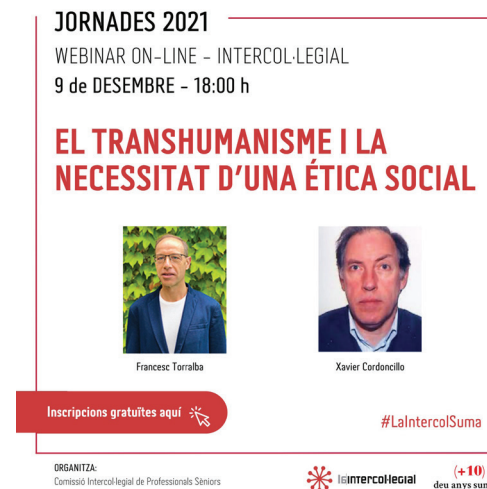 JORNADES 2021
WEBINAR ON-LINE - INTERCOL·LEGIAL
9 de DESEMBRE - 18:00 h
EL TRANSHUMANISME I LA
NECESSITAT D'UNA ÉTICA SOCIAL
Francesc Torralba
Xavier Cordoncillo
Inscripcions gratuïtes aquí
#LaIntercolSuma
ORGANITZA:
Comissió Intercol·legial de Professionals Sèniors
laintercol·legial
(+10)
deu anys sum